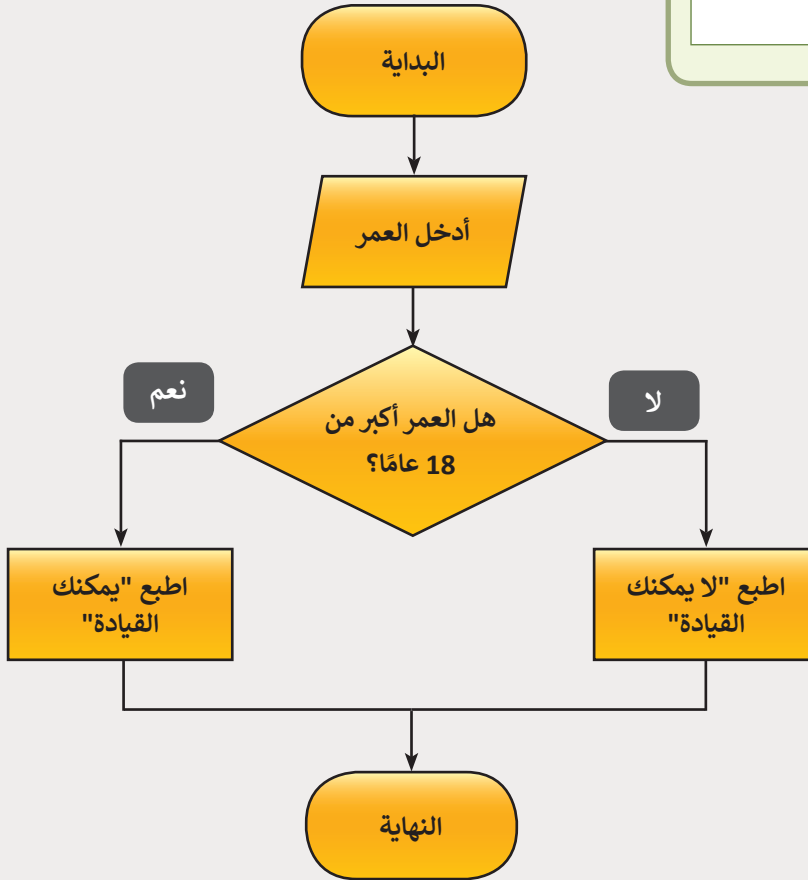 البداية
أدخل العمر
هل العمر أكبر من
18 عامًا؟
لا
نعم
اطبع "لا يمكنك
القيادة"
اطبع "يمكنك
القيادة"
النهاية